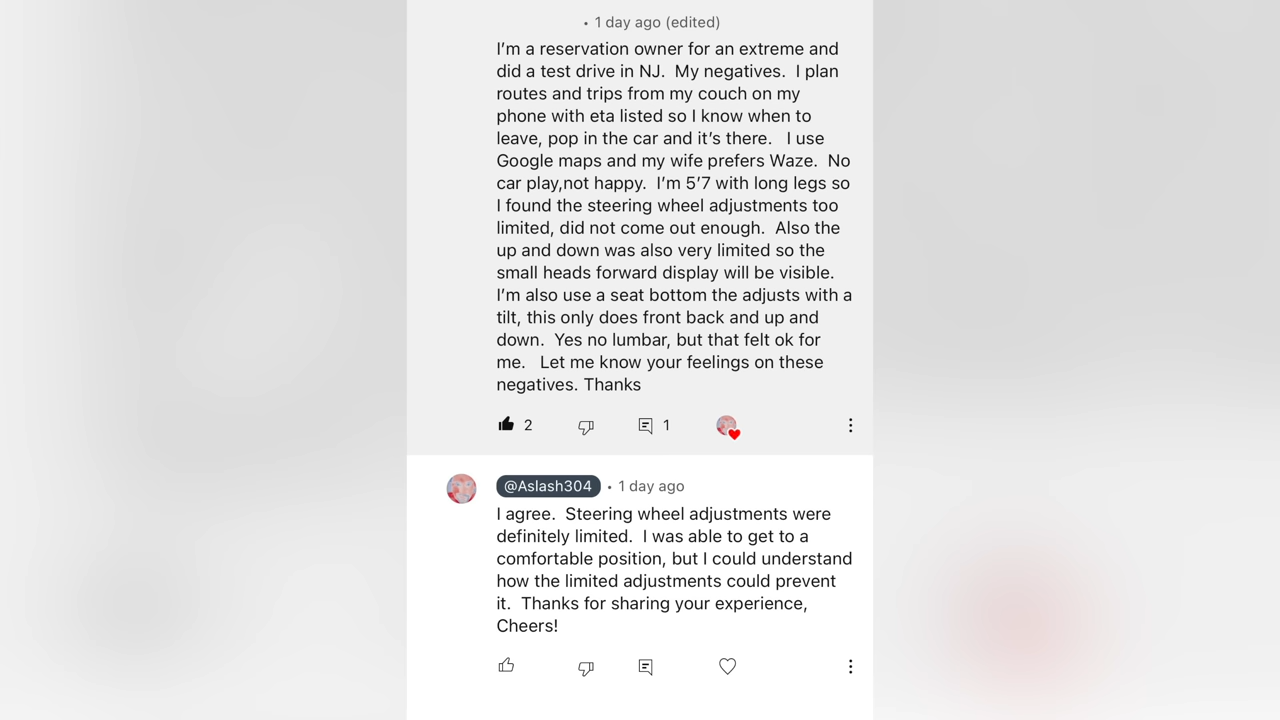 • 1 day ago (edited)
I’m a reservation owner for an extreme and
did a test drive in NJ.  My negatives.  I plan
routes and trips from my couch on my
phone with eta listed so I know when to
leave, pop in the car and it’s there.   I use
Google maps and my wife prefers Waze.  No
car play,not happy.  I’m 5’7 with long legs so
I found the steering wheel adjustments too
limited, did not come out enough.  Also the
up and down was also very limited so the
small heads forward display will be visible.
I’m also use a seat bottom the adjusts with a
tilt, this only does front back and up and
down.  Yes no lumbar, but that felt ok for
me.   Let me know your feelings on these
negatives. Thanks
2 1
@Aslash304 • 1 day ago
I agree.  Steering wheel adjustments were
definitely limited.  I was able to get to a
comfortable position, but I could understand
how the limited adjustments could prevent
it.  Thanks for sharing your experience,
Cheers!